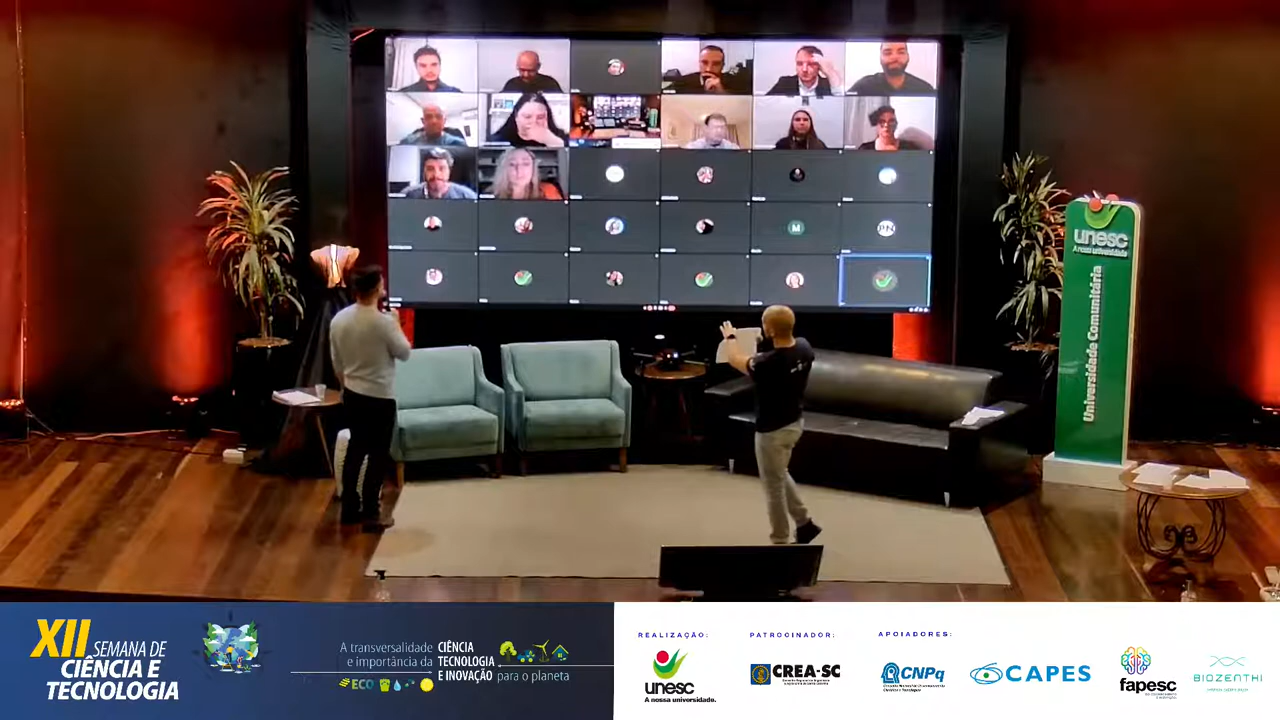 M
PN
unesc
A nossa universidade
Universidade Comunitária
XII SEMANA DE
CIÊNCIA E
TECNOLOGIA
A transversalidade
e importância da
CIÊNCIA
TECNOLOGIA
E INOVAÇÃO
para o planeta
ECO
REALIZAÇÃO:
unesc
A nossa universidade.
PATROCINADOR:
CREA-SC
APOIADORES:
CNPq
CAPES
fapesc
BIOZENTHI